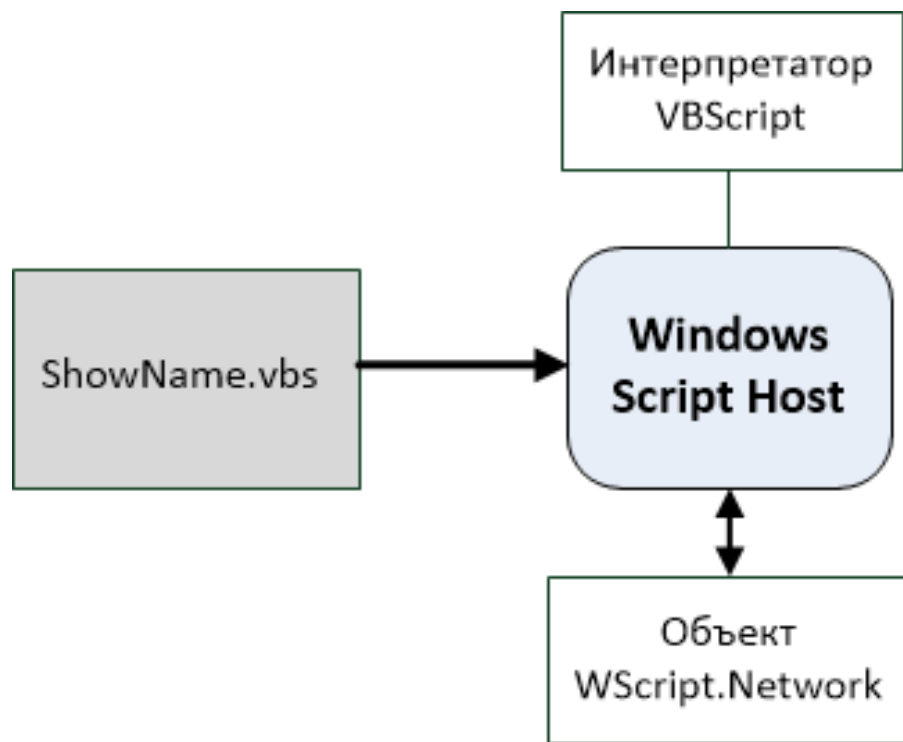 Интерпретатор
VBScript
ShowName.vbs
Windows
Script Host
Объект
WScript.Network